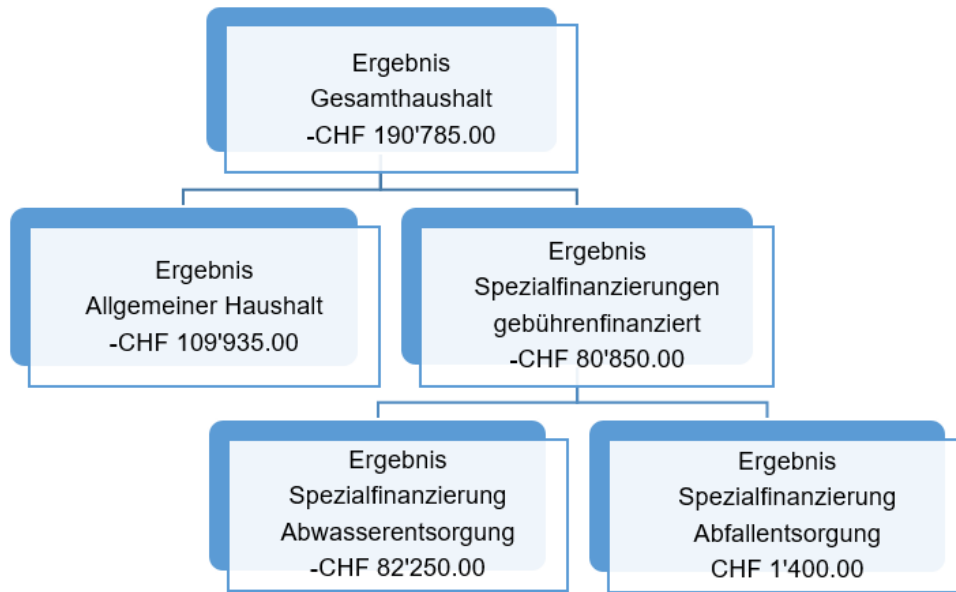 Ergebnis
Gesamthaushalt
-CHF 190'785.00
Ergebnis
Allgemeiner Haushalt
-CHF 109'935.00
Ergebnis
Spezialfinanzierungen
gebührenfinanziert
-CHF 80'850.00
Ergebnis
Spezialfinanzierung
Abwasserentsorgung
-CHF 82'250.00
Ergebnis
Spezialfinanzierung
Abfallentsorgung
CHF 1'400.00